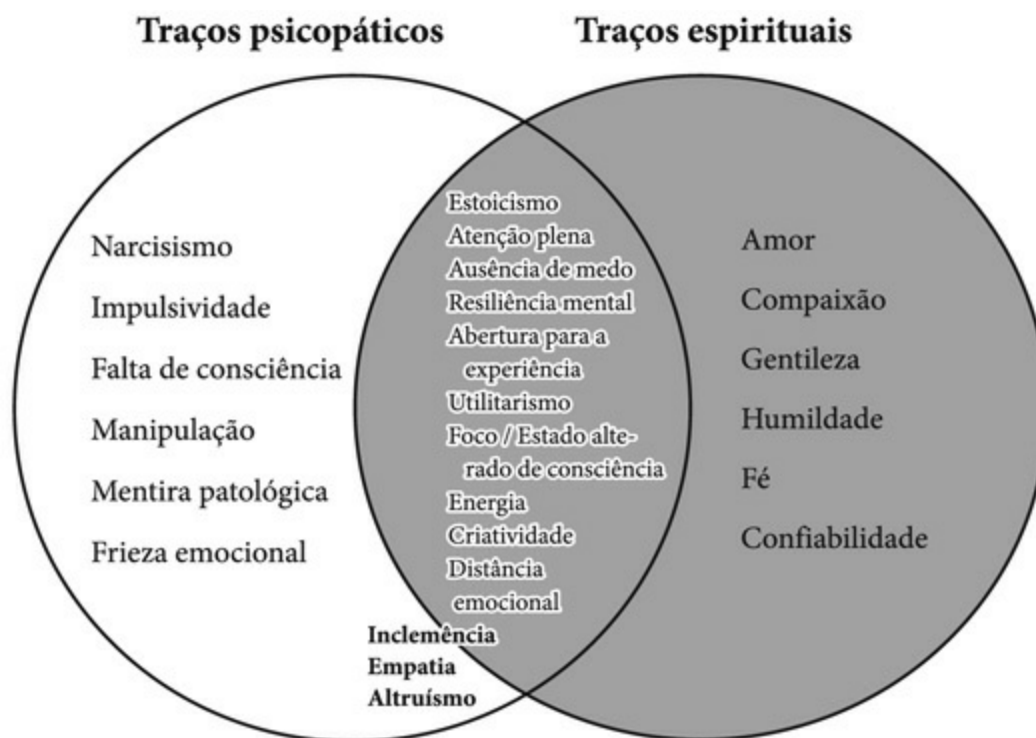 Traços psicopáticos
Traços espirituais
Narcisismo
Impulsividade
Falta de consciência
Manipulação
Mentira patológica
Frieza emocional
Estoicismo
Atenção plena
Ausência de medo
Resiliência mental
Abertura para a
experiência
Utilitarismo
Foco / Estado alte-
rado de consciência
Energia
Criatividade
Distância
emocional
Inclemência
Empatia
Altruísmo
Amor
Compaixão
Gentileza
Humildade
Fé
Confiabilidade